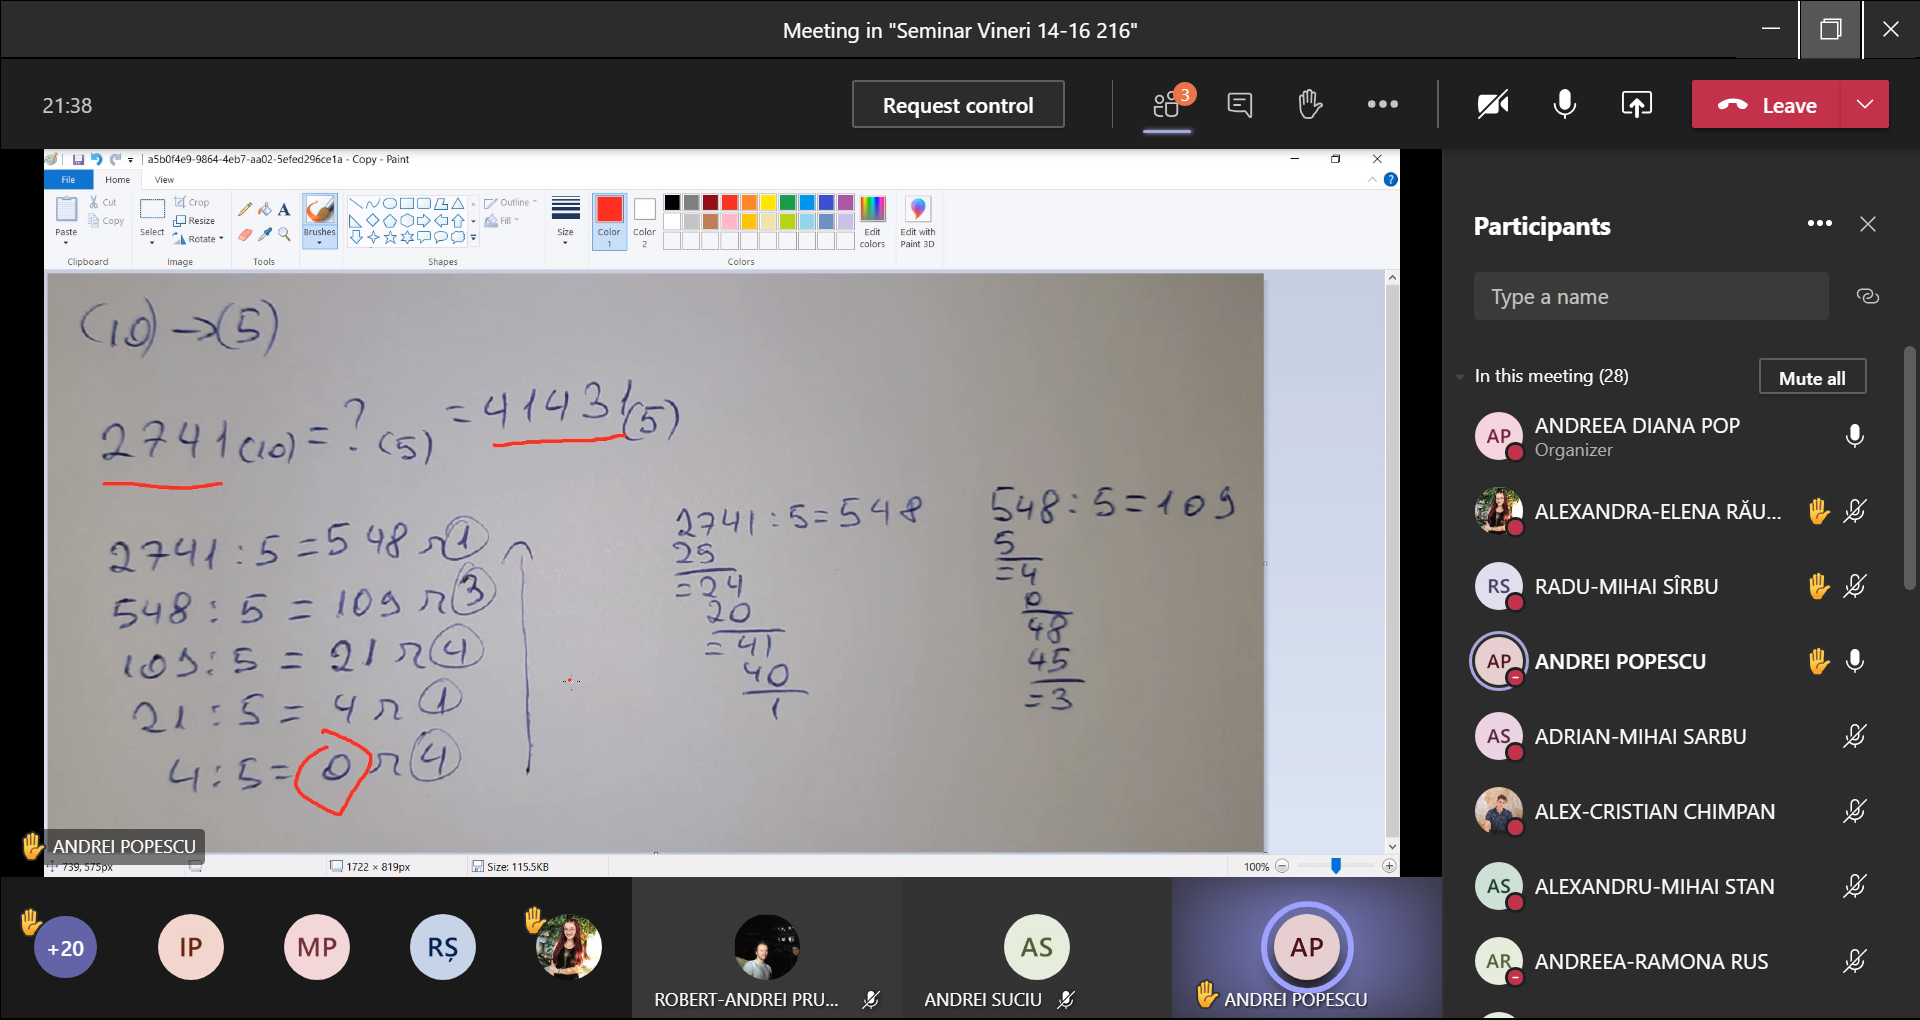 Meeting in "Seminar Vineri 14-16 216"
21:38
Request control
3
Leave
a5b0f4e9-9864-4eb7-aa02-5efed296ce1a - Copy - Paint
File Home View
Paste
Cut
Copy
Clipboard
Select
Crop
Resize
Rotate
Image
A
Tools
Brushes
Outline
Fill
Shapes
Size
Color 1
Color 2
Edit colors
Colors
Edit with Paint 3D
(10)→(5)
2741(10) = ?(5) = 41431(5)
2741 : 5 = 548 r 1
548 : 5 = 109 r 3
109 : 5 = 21 r 4
21 : 5 = 4 r 1
4 : 5 = 0 r 4
2741 : 5 = 548
25
= 24
20
= 41
40
1
548 : 5 = 109
5
= 4
0
48
45
= 3
ANDREI POPESCU
739, 575px
1722 × 819px
Size: 115.5KB
100%
+20
IP
MP
RȘ
ROBERT-ANDREI PRU...
AS
ANDREI SUCIU
AP
ANDREI POPESCU
Participants
Type a name
In this meeting (28)
Mute all
AP
ANDREEA DIANA POP
Organizer
ALEXANDRA-ELENA RĂU...
RS
RADU-MIHAI SÎRBU
AP
ANDREI POPESCU
AS
ADRIAN-MIHAI SARBU
ALEX-CRISTIAN CHIMPAN
AS
ALEXANDRU-MIHAI STAN
AR
ANDREEA-RAMONA RUS